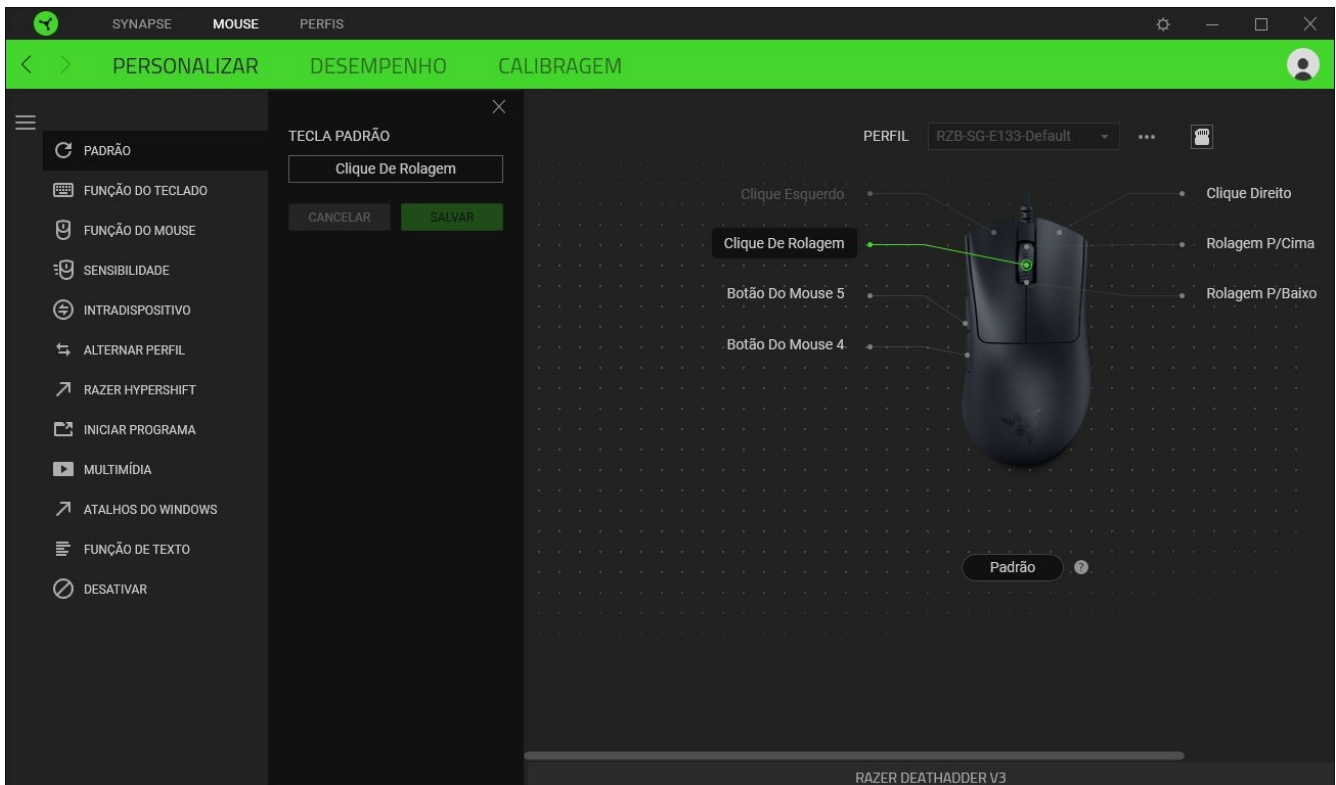 SYNAPSE MOUSE PERFIS
PERSONALIZAR DESEMPENHO CALIBRAGEM
PADRÃO
FUNÇÃO DO TECLADO
FUNÇÃO DO MOUSE
SENSIBILIDADE
INTRADISPOSITIVO
ALTERNAR PERFIL
RAZER HYPERSHIFT
INICIAR PROGRAMA
MULTIMÍDIA
ATALHOS DO WINDOWS
FUNÇÃO DE TEXTO
DESATIVAR
TECLA PADRÃO
Clique De Rolagem
CANCELAR SALVAR
PERFIL RZB-SG-E133-Default
Clique Esquerdo
Clique De Rolagem
Botão Do Mouse 5
Botão Do Mouse 4
Clique Direito
Rolagem P/Cima
Rolagem P/Baixo
Padrão ?
RAZER DEATHADDER V3